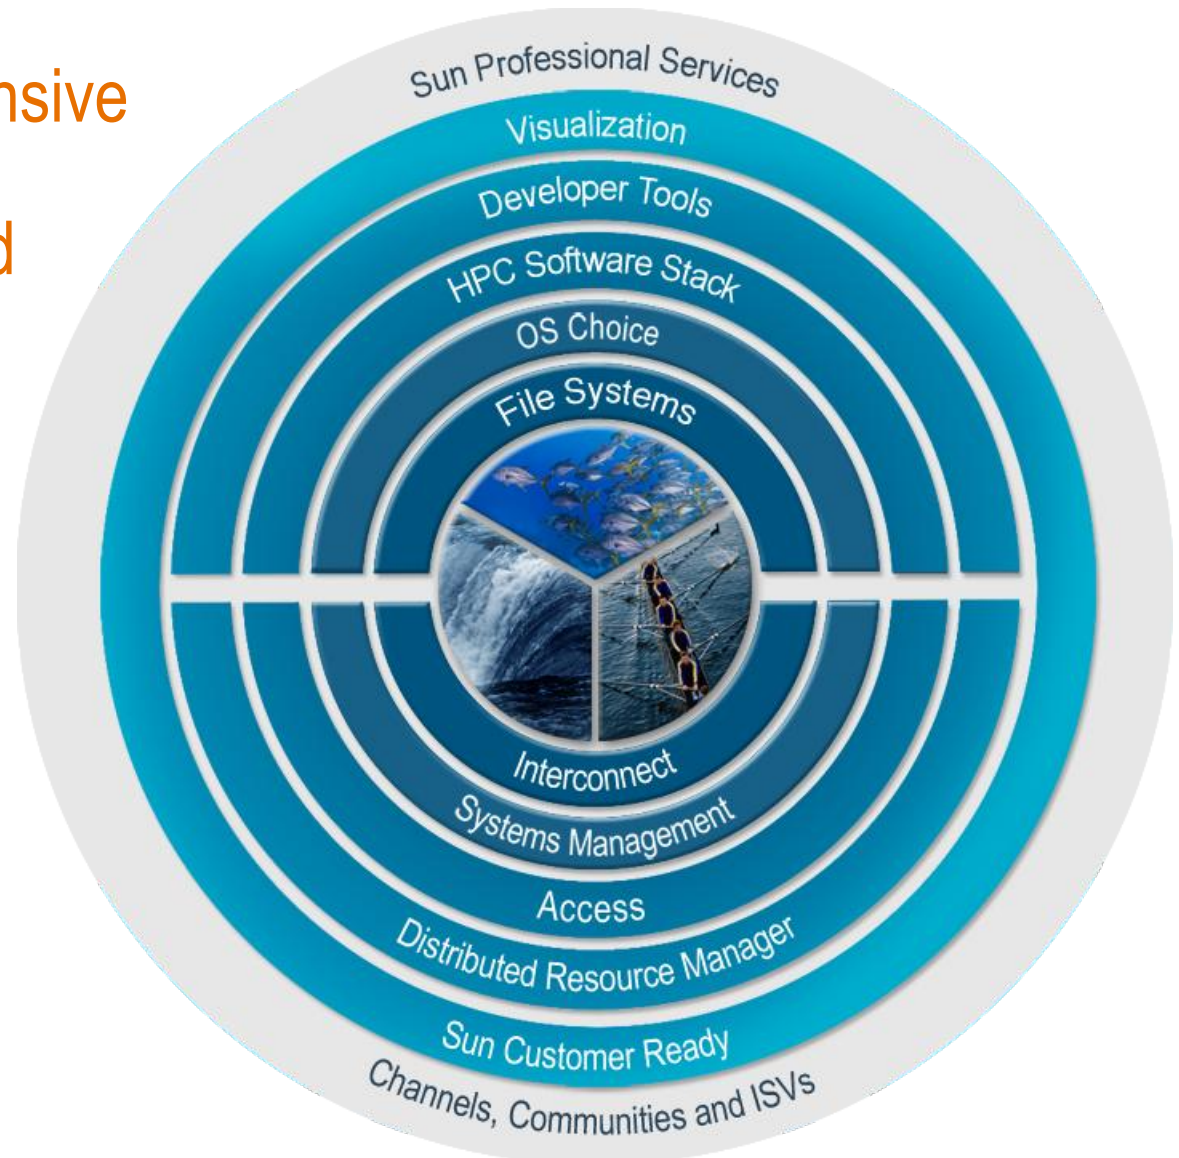 Sun Professional Services
Visualization
Developer Tools
HPC Software Stack
OS Choice
File Systems
Interconnect
Systems Management
Access
Distributed Resource Manager
Sun Customer Ready
Channels, Communities and ISVs